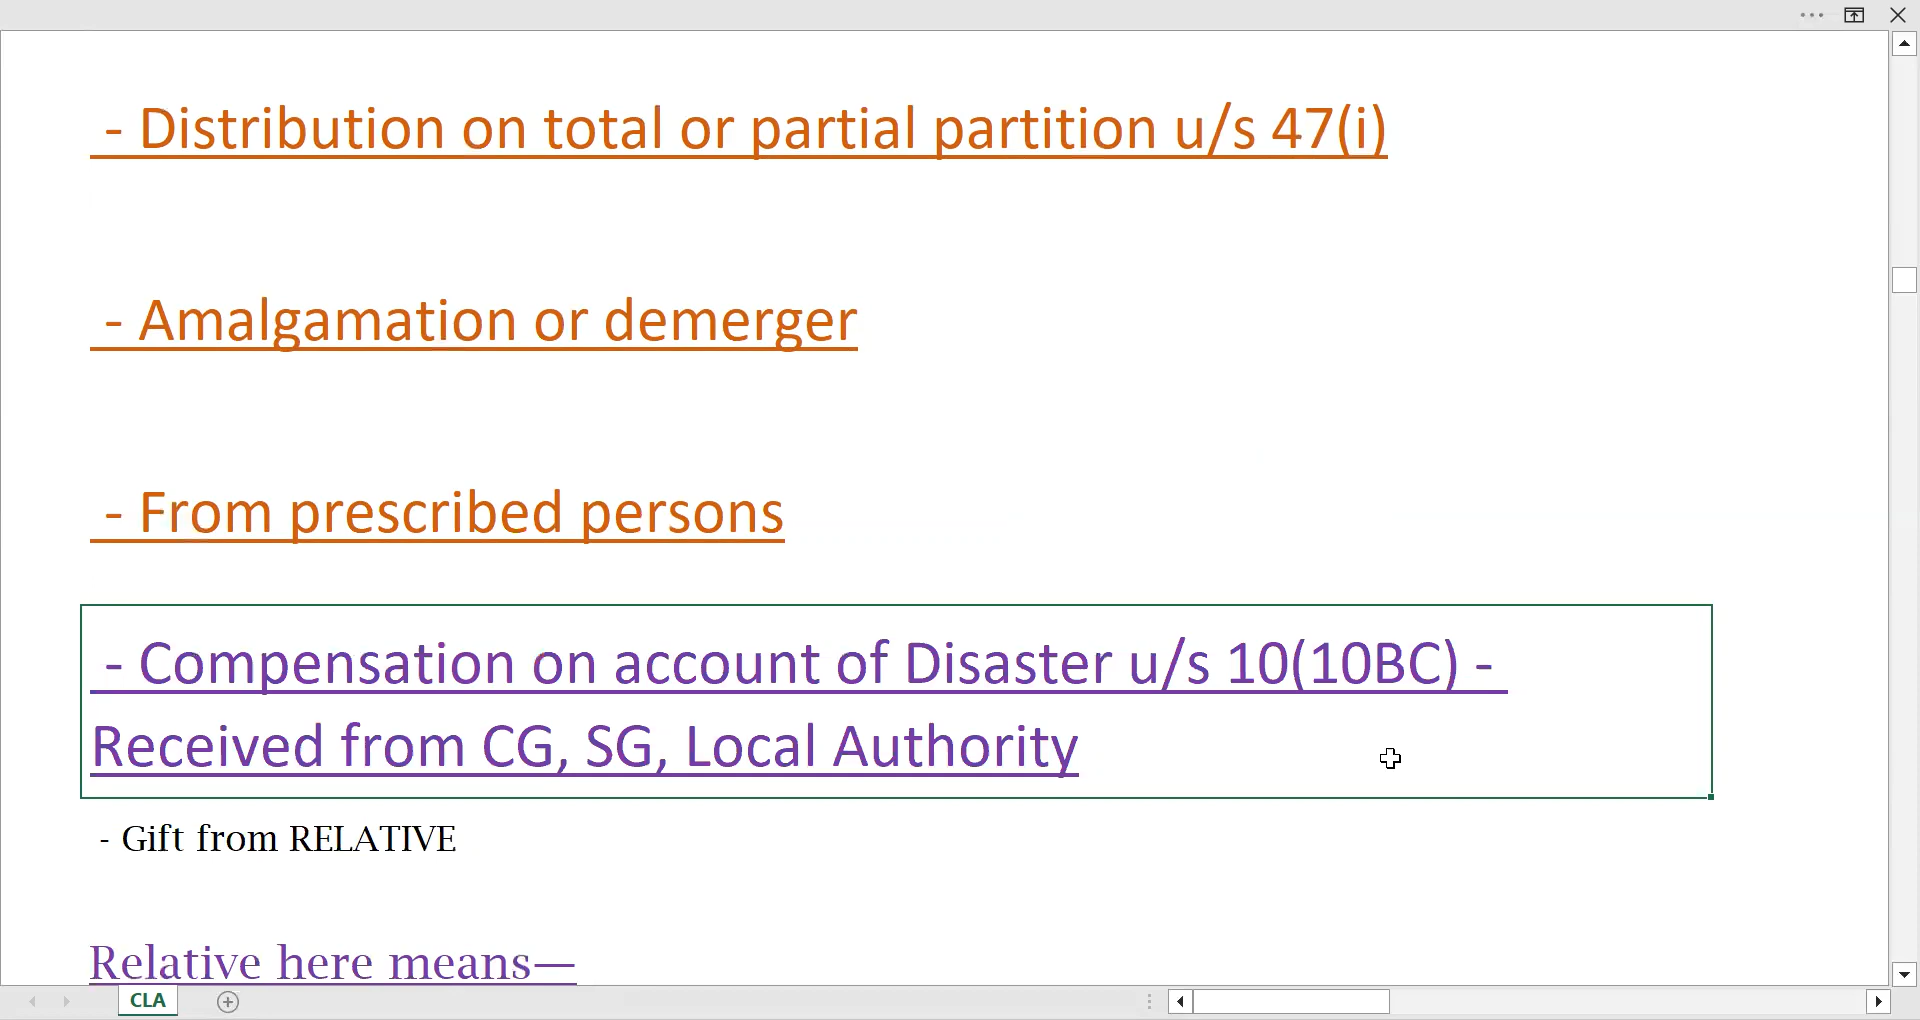 - Distribution on total or partial partition u/s 47(i)
- Amalgamation or demerger
- From prescribed persons
- Compensation on account of Disaster u/s 10(10BC) -
Received from CG, SG, Local Authority
- Gift from RELATIVE
Relative here means—
CLA